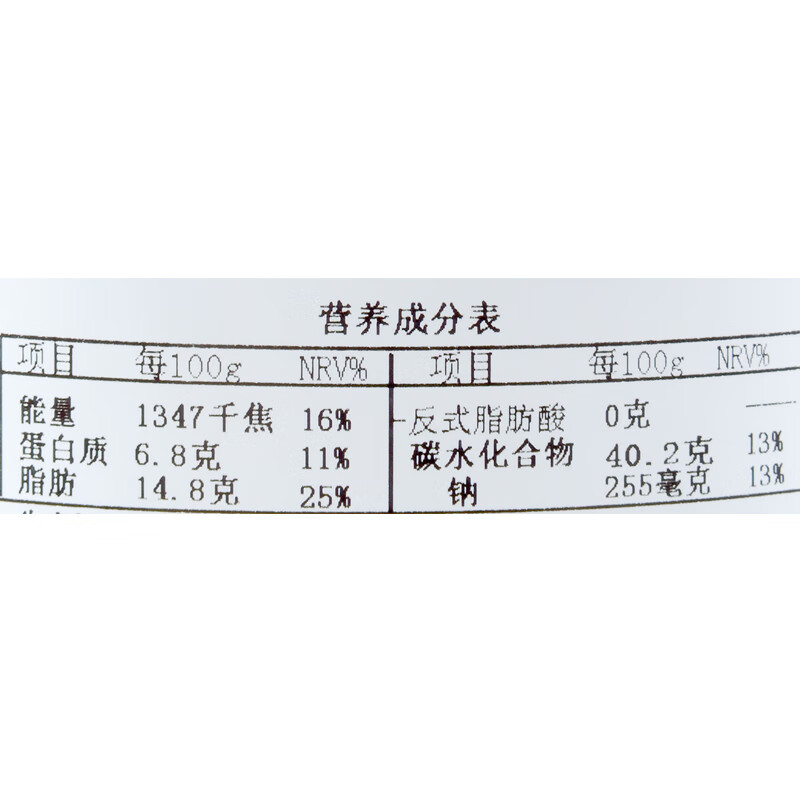 营养成分表
项目 每100g NRV% 项目 每100g NRV%
能量 1347千焦 16% -反式脂肪酸 0克 ——
蛋白质 6.8克 11% 碳水化合物 40.2克 13%
脂肪 14.8克 25% 钠 255毫克 13%